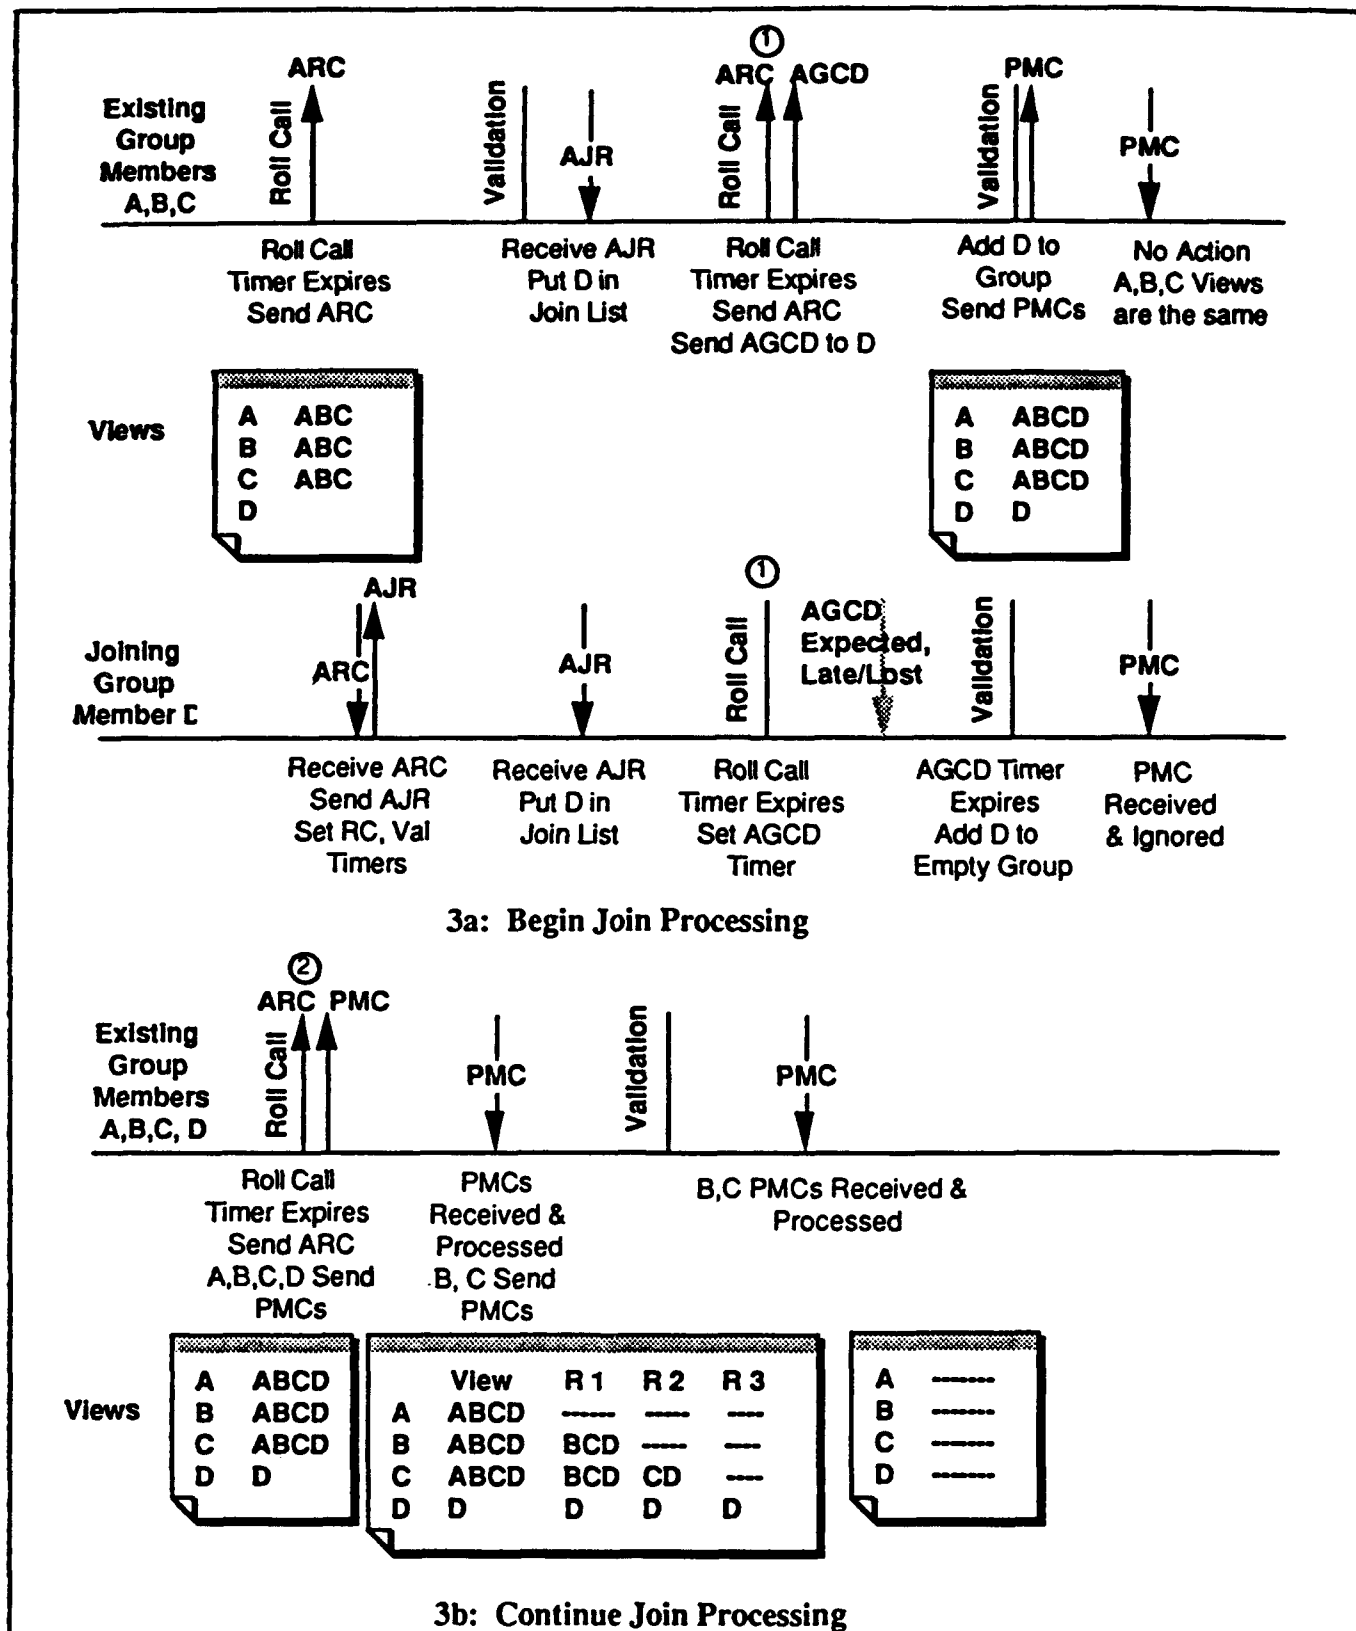 ①
ARC
ARC AGCD
PMC
Existing
Group
Members
A,B,C
Roll Call
Validation
AJR
Roll Call
Validation
PMC
Roll Call
Timer Expires
Send ARC
Receive AJR
Put D in
Join List
Roll Call
Timer Expires
Send ARC
Send AGCD to D
Add D to
Group
Send PMCs
No Action
A,B,C Views
are the same
Views
A ABC
B ABC
C ABC
D
A ABCD
B ABCD
C ABCD
D D
①
AJR
Joining
Group
Member D
ARC
AJR
Roll Call
AGCD
Expected,
Late/Lost
Validation
PMC
Receive ARC
Send AJR
Set RC, Val
Timers
Receive AJR
Put D in
Join List
Roll Call
Timer Expires
Set AGCD
Timer
AGCD Timer
Expires
Add D to
Empty Group
PMC
Received
& Ignored
3a: Begin Join Processing
②
ARC PMC
Existing
Group
Members
A,B,C, D
Roll Call
PMC
Validation
PMC
Roll Call
Timer Expires
Send ARC
A,B,C,D Send
PMCs
PMCs
Received &
Processed
B, C Send
PMCs
B,C PMCs Received &
Processed
Views
A ABCD
B ABCD
C ABCD
D D
View R 1 R 2 R 3
A ABCD ------ ----- ----
B ABCD BCD ----- ----
C ABCD BCD CD ----
D D D D D
A -------
B -------
C -------
D -------
3b: Continue Join Processing